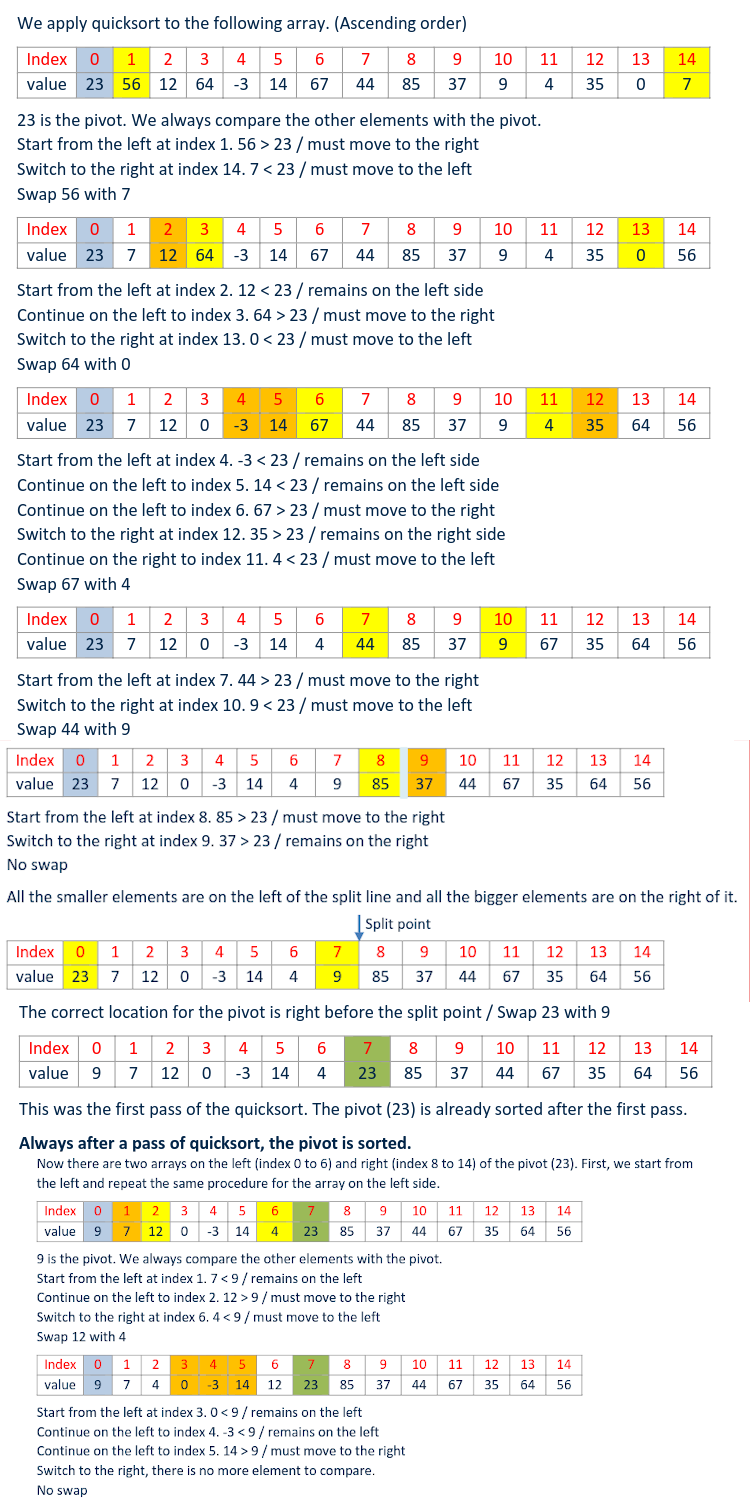 We apply quicksort to the following array. (Ascending order)
Index 0 1 2 3 4 5 6 7 8 9 10 11 12 13 14
value 23 56 12 64 -3 14 67 44 85 37 9 4 35 0 7
23 is the pivot. We always compare the other elements with the pivot.
Start from the left at index 1. 56 > 23 / must move to the right
Switch to the right at index 14. 7 < 23 / must move to the left
Swap 56 with 7
Index 0 1 2 3 4 5 6 7 8 9 10 11 12 13 14
value 23 7 12 64 -3 14 67 44 85 37 9 4 35 0 56
Start from the left at index 2. 12 < 23 / remains on the left side
Continue on the left to index 3. 64 > 23 / must move to the right
Switch to the right at index 13. 0 < 23 / must move to the left
Swap 64 with 0
Index 0 1 2 3 4 5 6 7 8 9 10 11 12 13 14
value 23 7 12 0 -3 14 67 44 85 37 9 4 35 64 56
Start from the left at index 4. -3 < 23 / remains on the left side
Continue on the left to index 5. 14 < 23 / remains on the left side
Continue on the left to index 6. 67 > 23 / must move to the right
Switch to the right at index 12. 35 > 23 / remains on the right side
Continue on the right to index 11. 4 < 23 / must move to the left
Swap 67 with 4
Index 0 1 2 3 4 5 6 7 8 9 10 11 12 13 14
value 23 7 12 0 -3 14 4 44 85 37 9 67 35 64 56
Start from the left at index 7. 44 > 23 / must move to the right
Switch to the right at index 10. 9 < 23 / must move to the left
Swap 44 with 9
Index 0 1 2 3 4 5 6 7 8 9 10 11 12 13 14
value 23 7 12 0 -3 14 4 9 85 37 44 67 35 64 56
Start from the left at index 8. 85 > 23 / must move to the right
Switch to the right at index 9. 37 > 23 / remains on the right
No swap
All the smaller elements are on the left of the split line and all the bigger elements are on the right of it.
Split point
Index 0 1 2 3 4 5 6 7 8 9 10 11 12 13 14
value 23 7 12 0 -3 14 4 9 85 37 44 67 35 64 56
The correct location for the pivot is right before the split point / Swap 23 with 9
Index 0 1 2 3 4 5 6 7 8 9 10 11 12 13 14
value 9 7 12 0 -3 14 4 23 85 37 44 67 35 64 56
This was the first pass of the quicksort. The pivot (23) is already sorted after the first pass.
Always after a pass of quicksort, the pivot is sorted.
Now there are two arrays on the left (index 0 to 6) and right (index 8 to 14) of the pivot (23). First, we start from
the left and repeat the same procedure for the array on the left side.
Index 0 1 2 3 4 5 6 7 8 9 10 11 12 13 14
value 9 7 12 0 -3 14 4 23 85 37 44 67 35 64 56
9 is the pivot. We always compare the other elements with the pivot.
Start from the left at index 1. 7 < 9 / remains on the left
Continue on the left to index 2. 12 > 9 / must move to the right
Switch to the right at index 6. 4 < 9 / must move to the left
Swap 12 with 4
Index 0 1 2 3 4 5 6 7 8 9 10 11 12 13 14
value 9 7 4 0 -3 14 12 23 85 37 44 67 35 64 56
Start from the left at index 3. 0 < 9 / remains on the left
Continue on the left to index 4. -3 < 9 / remains on the left
Continue on the left to index 5. 14 > 9 / must move to the right
Switch to the right, there is no more element to compare.
No swap